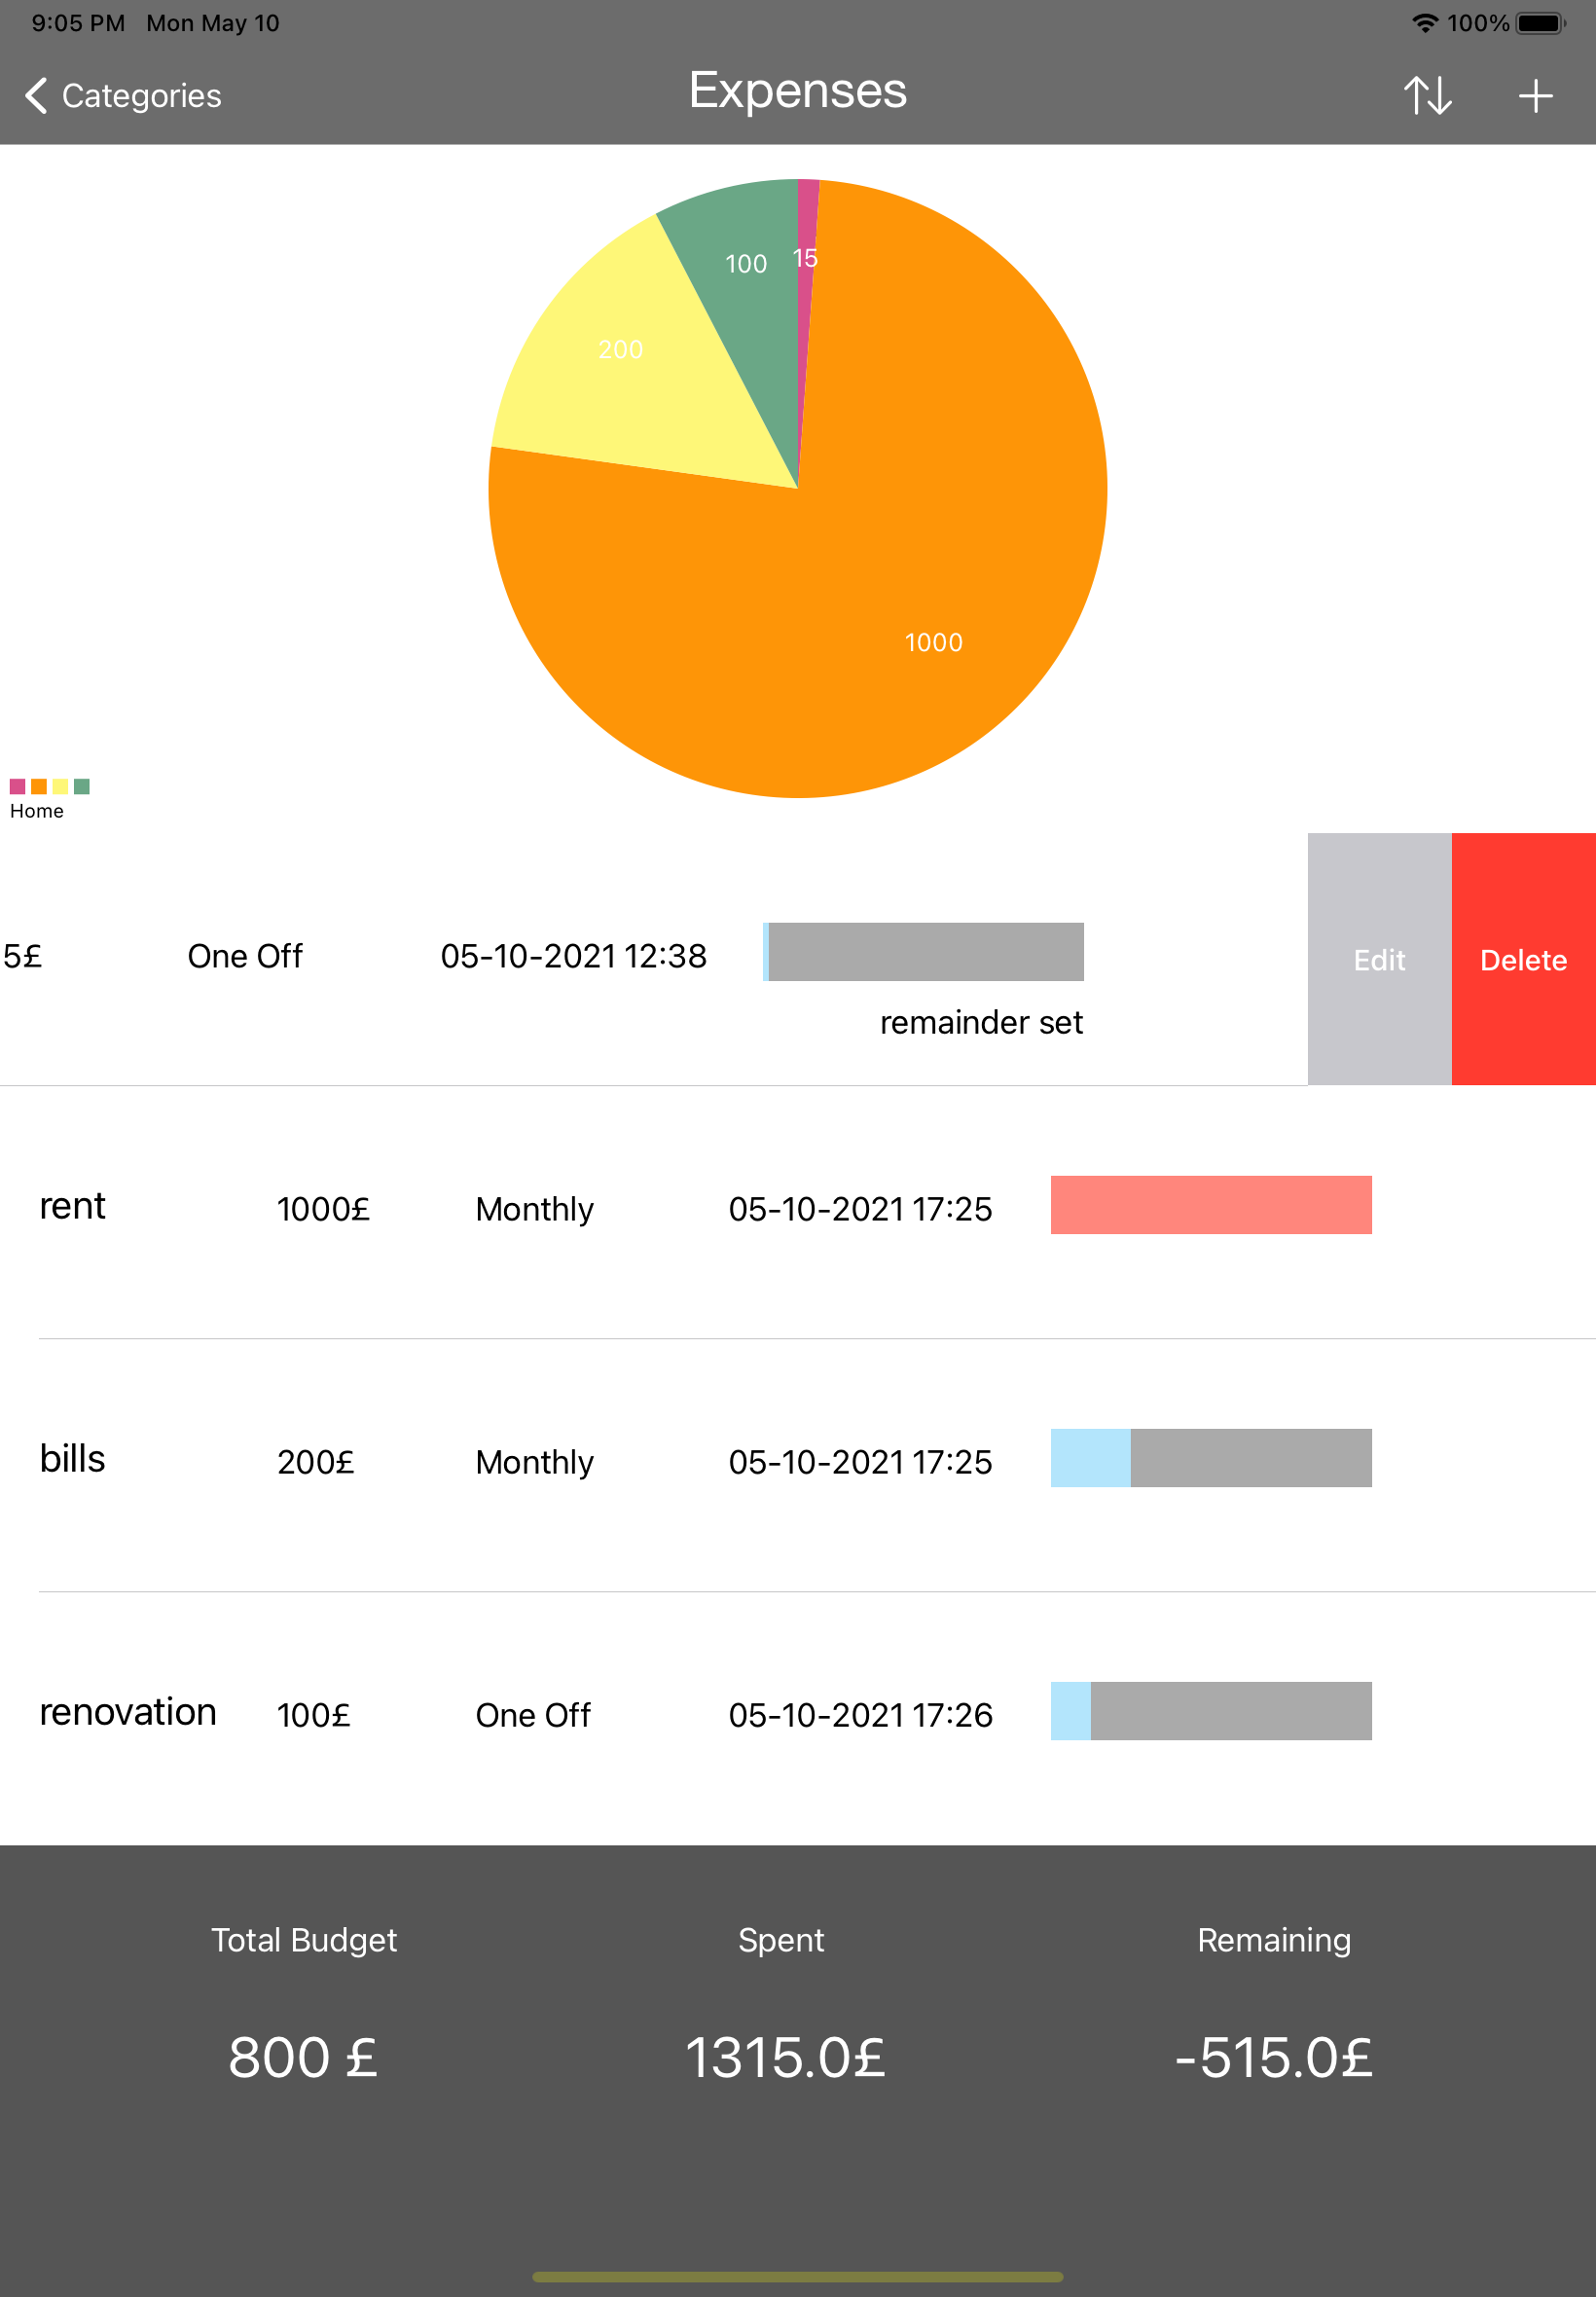 9:05 PM Mon May 10 100%
Categories Expenses
100 15
200
1000
Home
5£ One Off 05-10-2021 12:38 Edit Delete
remainder set
rent 1000£ Monthly 05-10-2021 17:25
bills 200£ Monthly 05-10-2021 17:25
renovation 100£ One Off 05-10-2021 17:26
Total Budget Spent Remaining
800 £ 1315.0£ -515.0£